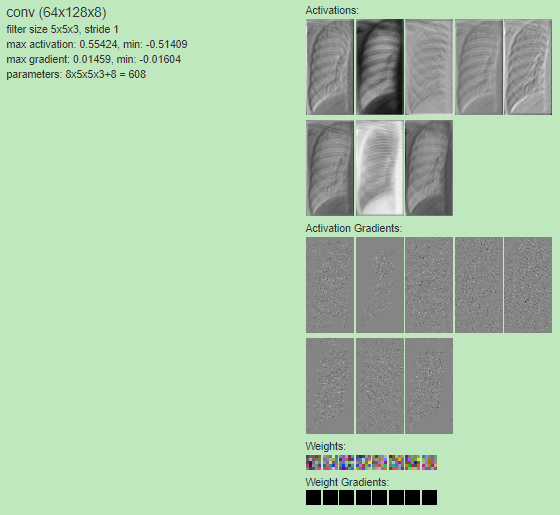 conv (64x128x8)
filter size 5x5x3, stride 1
max activation: 0.55424, min: -0.51409
max gradient: 0.01459, min: -0.01604
parameters: 8x5x5x3+8 = 608
Activations:
Activation Gradients:
Weights:
Weight Gradients: